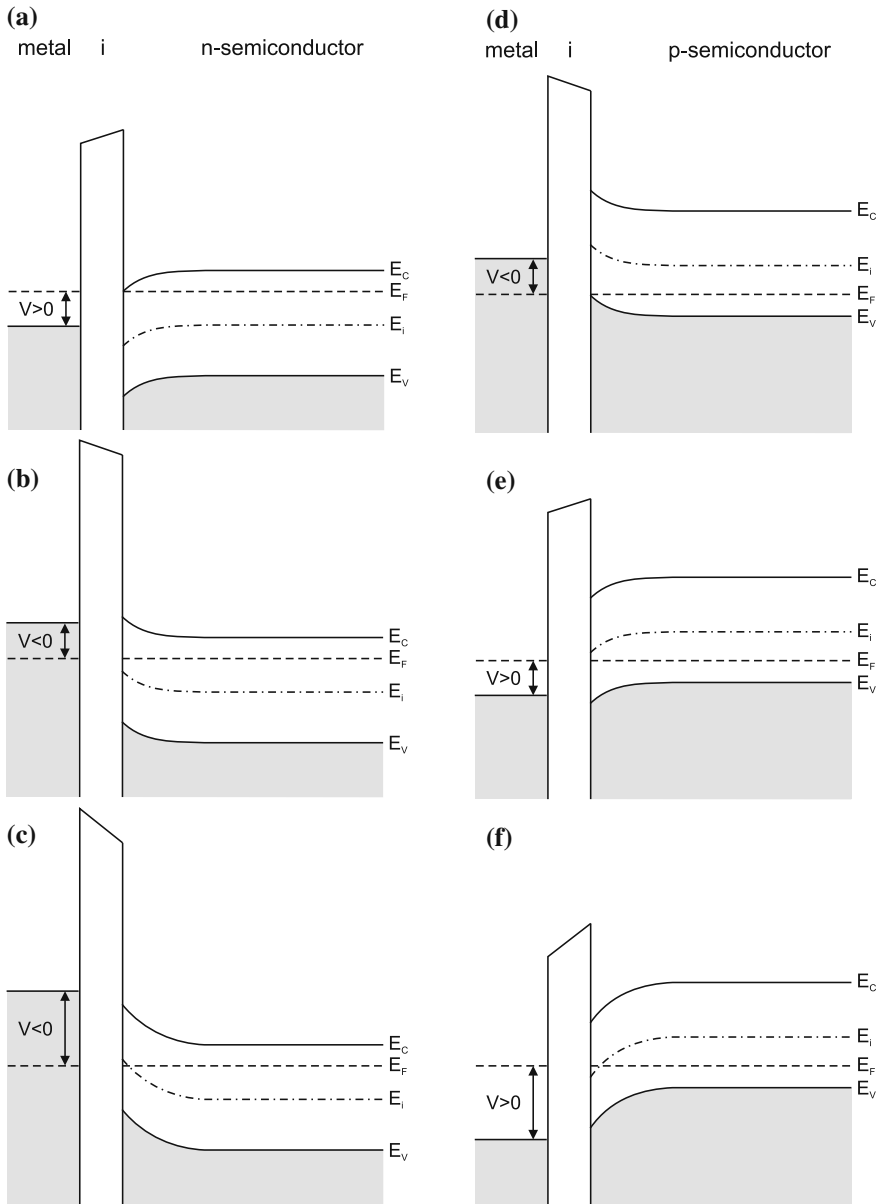 (a)
metal i n-semiconductor
E_C
E_F
V>0
E_i
E_V
(b)
V<0
E_C
E_F
E_i
E_V
(c)
V<0
E_C
E_F
E_i
E_V
(d)
metal i p-semiconductor
E_C
V<0
E_i
E_F
E_V
(e)
E_C
E_i
E_F
V>0
E_V
(f)
E_C
E_i
E_F
V>0
E_V